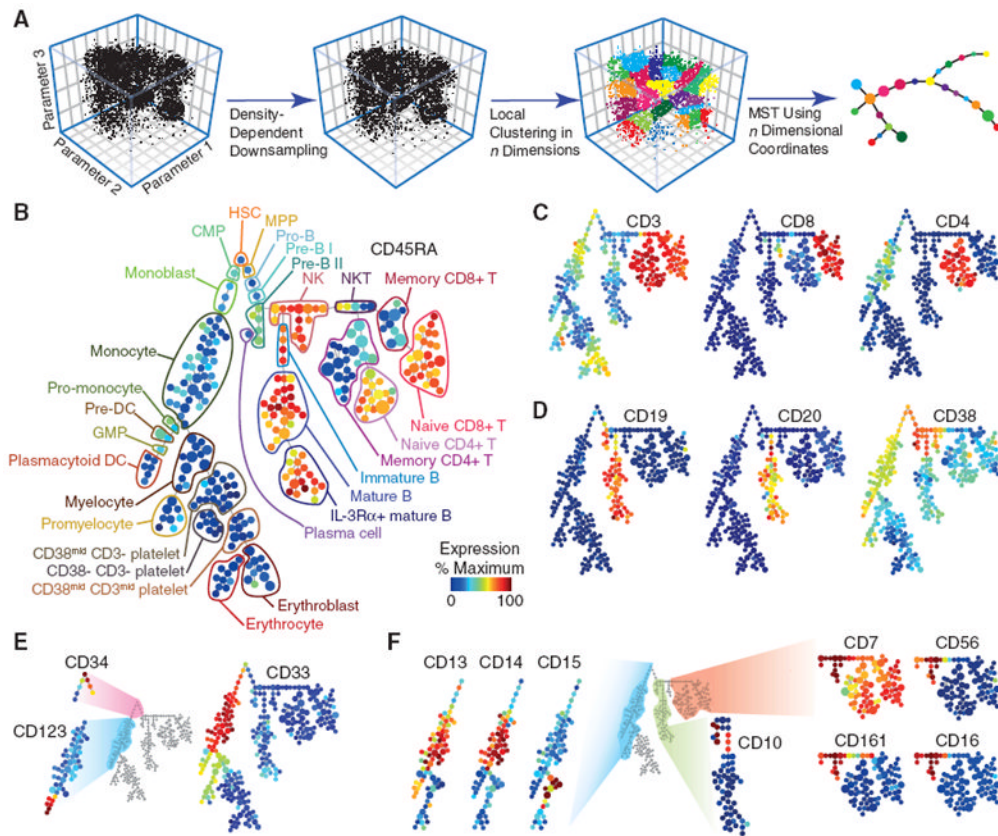 A
Parameter 3
Parameter 2
Parameter 1
Density-
Dependent
Downsampling
Local
Clustering in
n Dimensions
MST Using
n Dimensional
Coordinates
B
HSC
CMP
MPP
Pro-B
Pre-B I
Pre-B II
CD45RA
Monoblast
NK
NKT
Memory CD8+ T
Monocyte
Pro-monocyte
Pre-DC
GMP
Plasmacytoid DC
Naive CD8+ T
Naive CD4+ T
Memory CD4+ T
Immature B
Mature B
IL-3Rα+ mature B
Plasma cell
Myelocyte
Promyelocyte
CD38mid CD3- platelet
CD38- CD3- platelet
CD38mid CD3mid platelet
Erythroblast
Erythrocyte
Expression
% Maximum
0 100
C
CD3
CD8
CD4
D
CD19
CD20
CD38
E
CD34
CD123
CD33
F
CD13 CD14 CD15
CD10
CD7
CD56
CD161
CD16